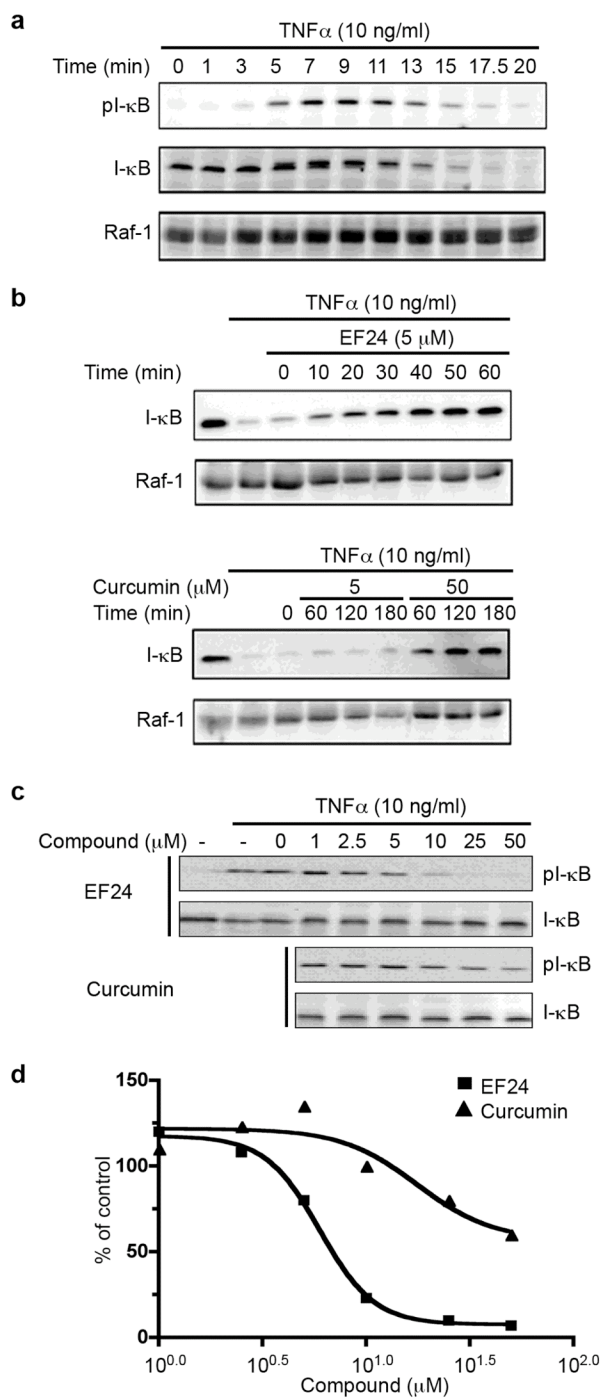 a
TNFα (10 ng/ml)
Time (min) 0 1 3 5 7 9 11 13 15 17.5 20
pI-κB
I-κB
Raf-1
b
TNFα (10 ng/ml)
EF24 (5 μM)
Time (min) 0 10 20 30 40 50 60
I-κB
Raf-1
TNFα (10 ng/ml)
Curcumin (μM) 5 50
Time (min) 0 60 120 180 60 120 180
I-κB
Raf-1
c
TNFα (10 ng/ml)
Compound (μM) - - 0 1 2.5 5 10 25 50
EF24
pI-κB
I-κB
Curcumin
pI-κB
I-κB
d
150
EF24
Curcumin
100
% of control
50
0
10^0.0 10^0.5 10^1.0 10^1.5 10^2.0
Compound (μM)